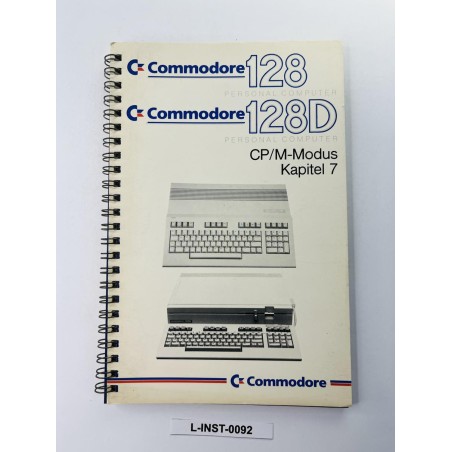 Commodore 128
PERSONAL COMPUTER
Commodore 128D
PERSONAL COMPUTER
CP/M-Modus
Kapitel 7
Commodore
L-INST-0092